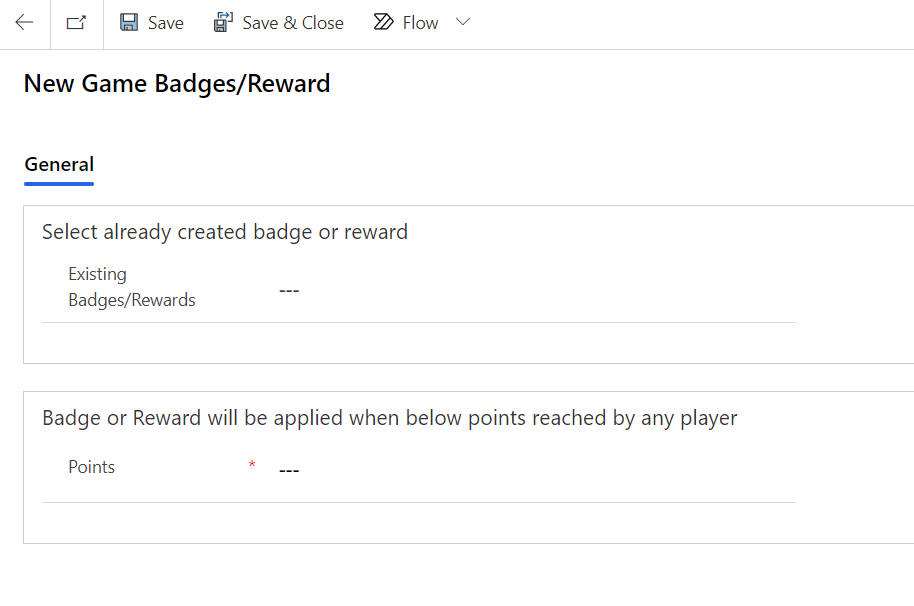 Save Save & Close Flow
New Game Badges/Reward
General
Select already created badge or reward
Existing
Badges/Rewards
---
Badge or Reward will be applied when below points reached by any player
Points * ---